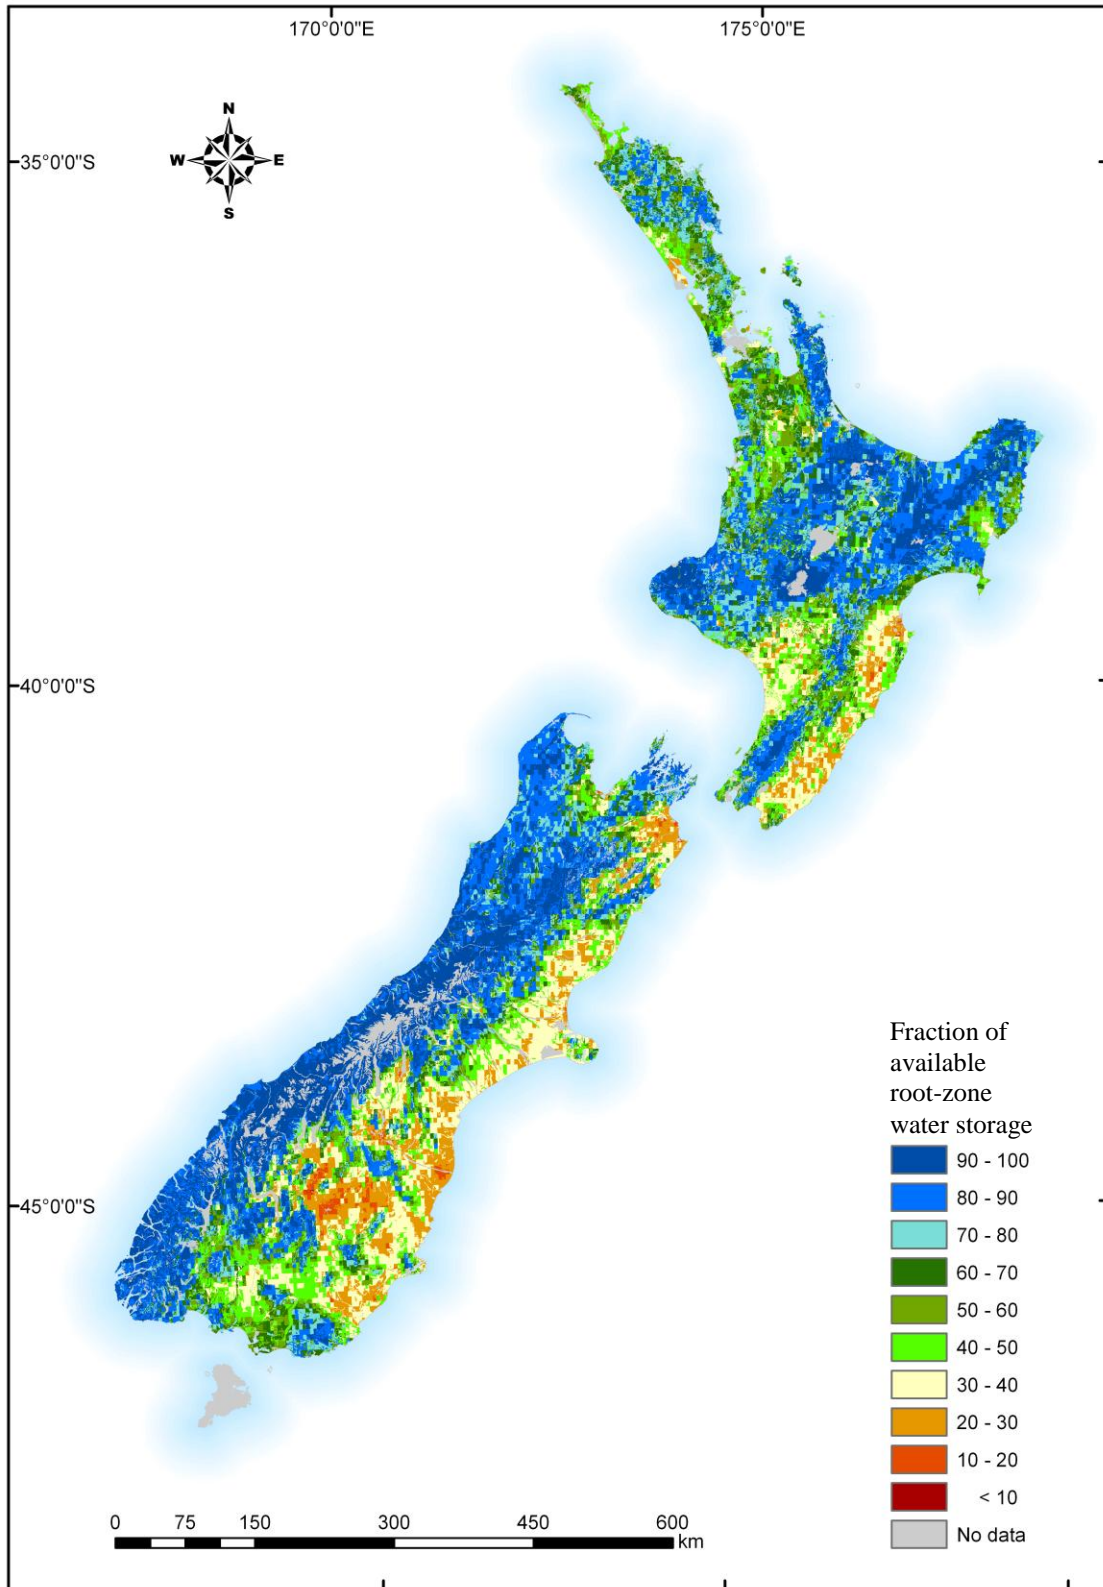 170°0'0"E
175°0'0"E
N
W E
S
35°0'0"S
40°0'0"S
45°0'0"S
Fraction of
available
root-zone
water storage
90 - 100
80 - 90
70 - 80
60 - 70
50 - 60
40 - 50
30 - 40
20 - 30
10 - 20
< 10
No data
0 75 150 300 450 600
km